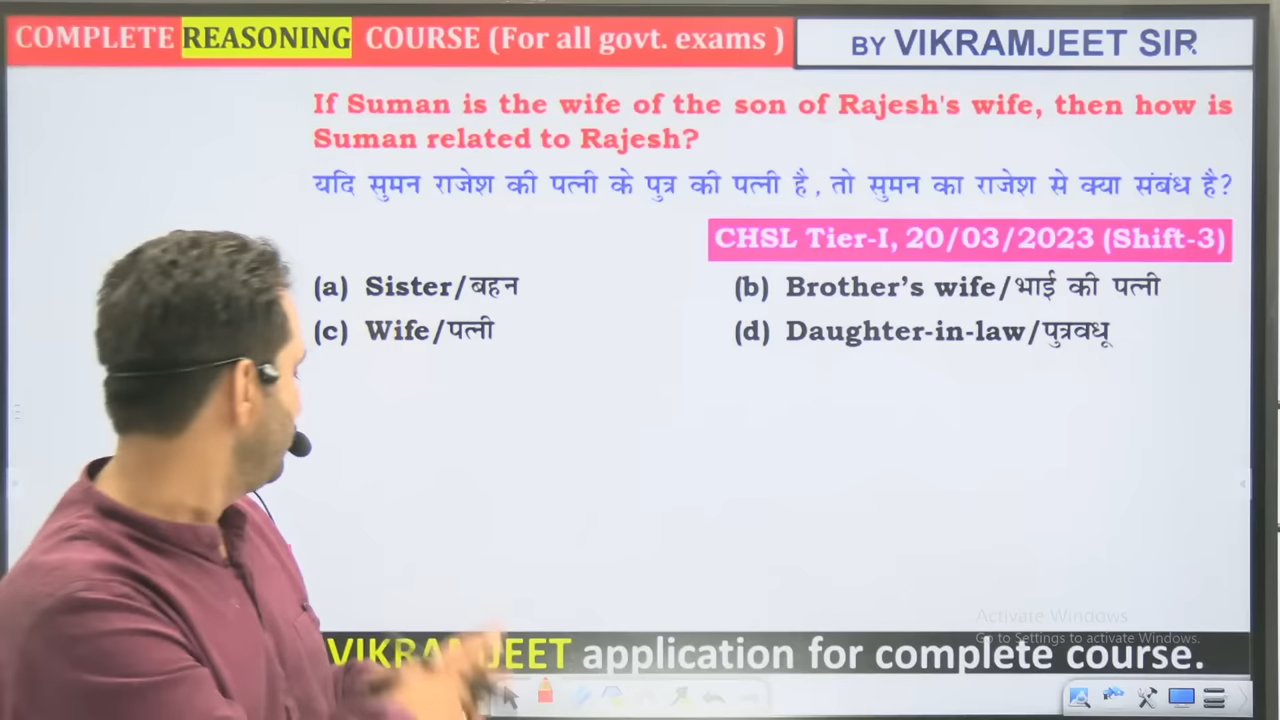 COMPLETE REASONING COURSE (For all govt. exams )
BY VIKRAMJEET SIR
If Suman is the wife of the son of Rajesh's wife, then how is
Suman related to Rajesh?
यदि सुमन राजेश की पत्नी के पुत्र की पत्नी है, तो सुमन का राजेश से क्या संबंध है?
CHSL Tier-I, 20/03/2023 (Shift-3)
(a) Sister/बहन
(b) Brother’s wife/भाई की पत्नी
(c) Wife/पत्नी
(d) Daughter-in-law/पुत्रवधू
Activate Windows
Go to Settings to activate Windows.
VIKRAMJEET application for complete course.